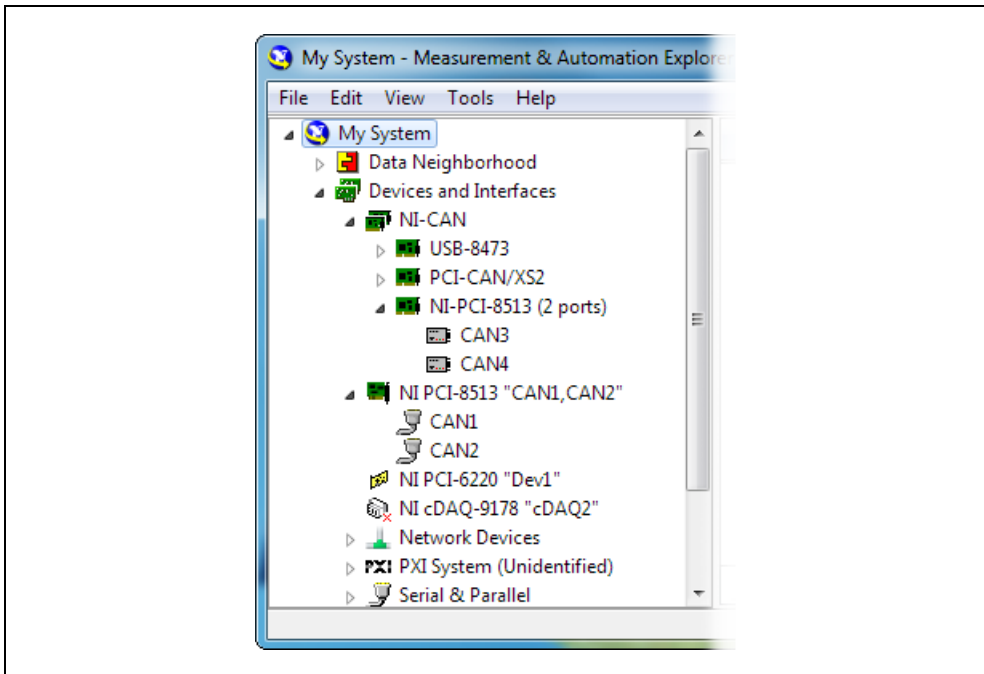 My System - Measurement & Automation Explorer
File Edit View Tools Help
My System
Data Neighborhood
Devices and Interfaces
NI-CAN
USB-8473
PCI-CAN/XS2
NI-PCI-8513 (2 ports)
CAN3
CAN4
NI PCI-8513 "CAN1,CAN2"
CAN1
CAN2
NI PCI-6220 "Dev1"
NI cDAQ-9178 "cDAQ2"
Network Devices
PXI PXI System (Unidentified)
Serial & Parallel